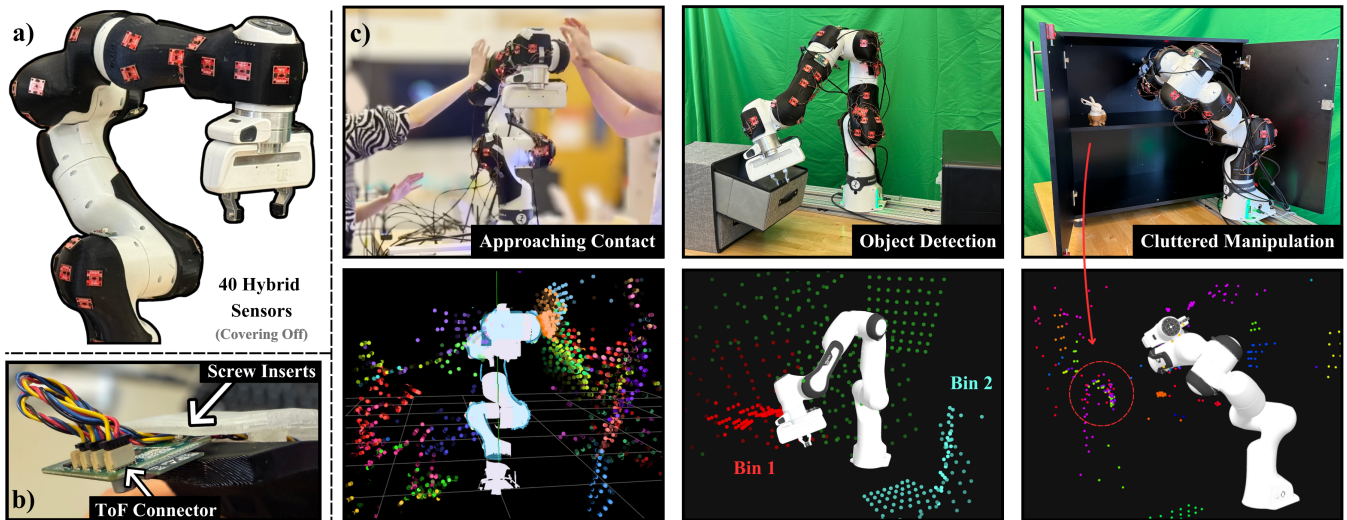 a)
40 Hybrid
Sensors
(Covering Off)
Screw Inserts
b)
ToF Connector
c)
Approaching Contact
Object Detection
Cluttered Manipulation
Bin 1
Bin 2